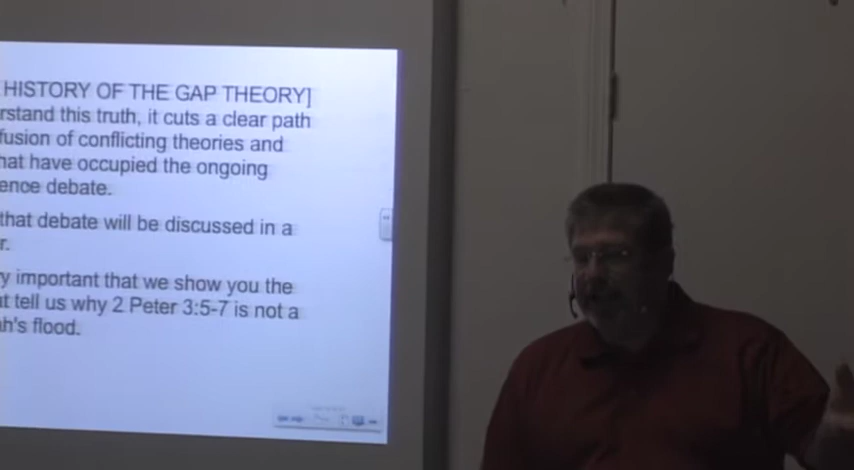 HISTORY OF THE GAP THEORY]
rstand this truth, it cuts a clear path
fusion of conflicting theories and
hat have occupied the ongoing
ence debate.
that debate will be discussed in a
r.
y important that we show you the
t tell us why 2 Peter 3:5-7 is not a
h's flood.